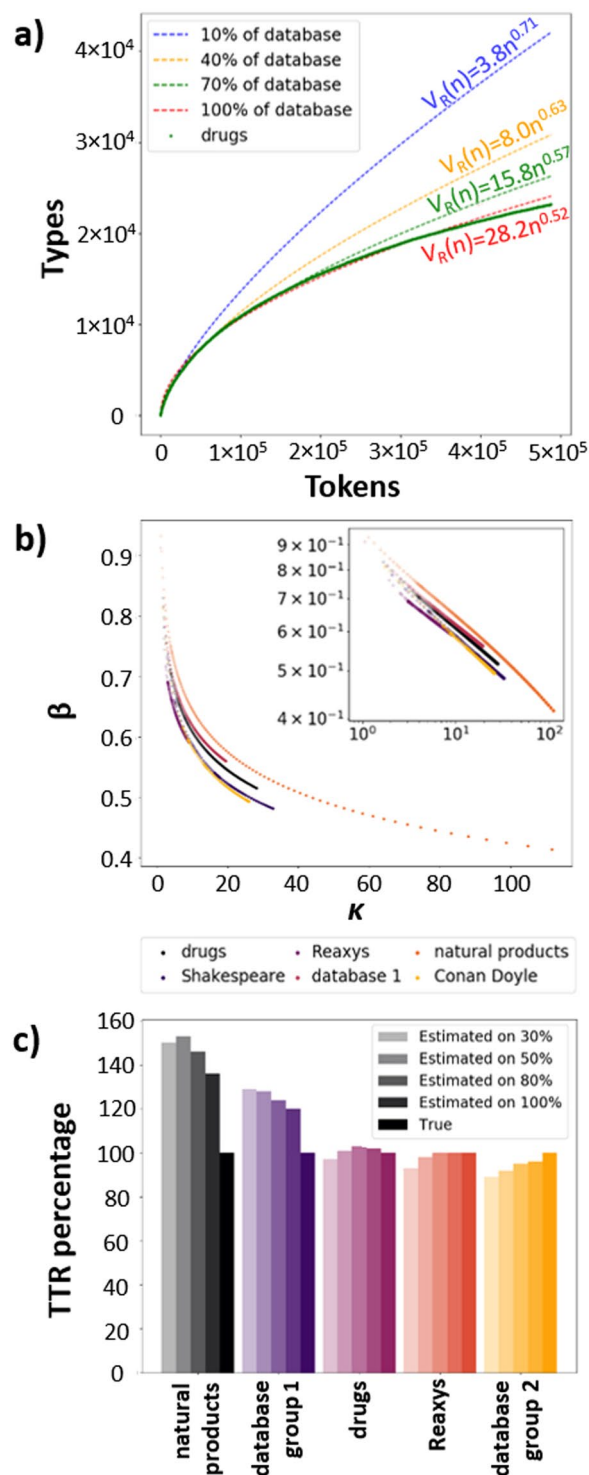 a)
4×10⁴
3×10⁴
2×10⁴
1×10⁴
0
Types
10% of database
40% of database
70% of database
100% of database
drugs
V_R(n)=3.8n^0.71
V_R(n)=8.0n^0.63
V_R(n)=15.8n^0.57
V_R(n)=28.2n^0.52
0 1×10⁵ 2×10⁵ 3×10⁵ 4×10⁵ 5×10⁵
Tokens
b)
0.9
0.8
0.7
0.6
0.5
0.4
β
9 × 10⁻¹
8 × 10⁻¹
7 × 10⁻¹
6 × 10⁻¹
5 × 10⁻¹
4 × 10⁻¹
10⁰ 10¹ 10²
0 20 40 60 80 100
κ
drugs Reaxys natural products
Shakespeare database 1 Conan Doyle
c)
160
140
120
100
80
60
40
20
0
TTR percentage
Estimated on 30%
Estimated on 50%
Estimated on 80%
Estimated on 100%
True
natural
products
database
group 1
drugs
Reaxys
database
group 2